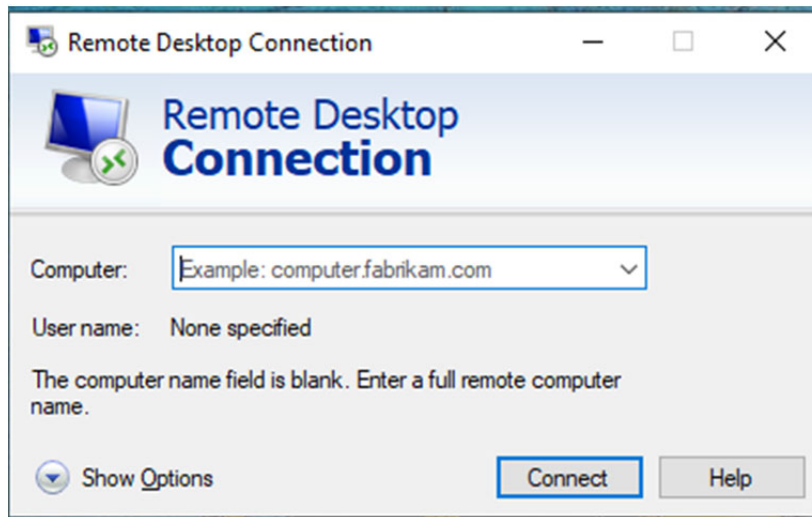 Remote Desktop Connection
Remote Desktop
Connection
Computer: Example: computer.fabrikam.com
User name: None specified
The computer name field is blank. Enter a full remote computer
name.
Show Options Connect Help